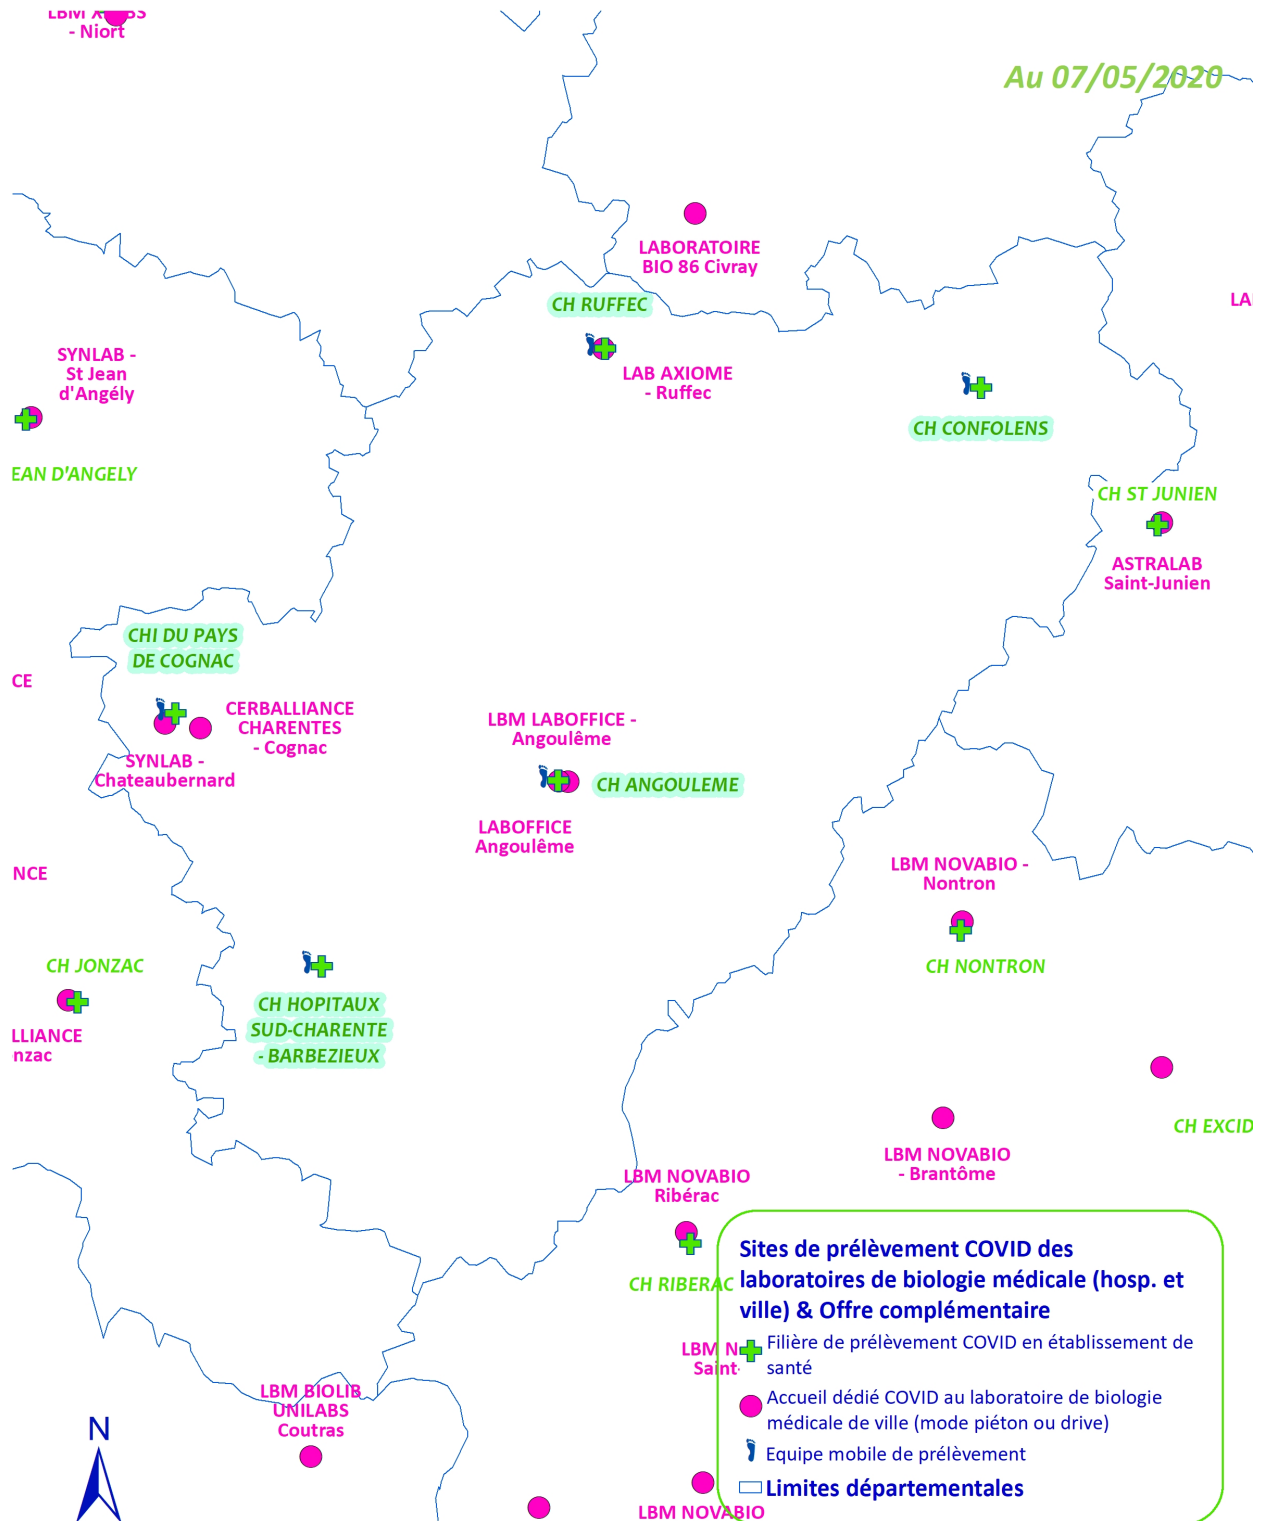 - Niort
Au 07/05/2020
LABORATOIRE
BIO 86 Civray
CH RUFFEC
LA
SYNLAB -
St Jean
d'Angély
LAB AXIOME
- Ruffec
CH CONFOLENS
EAN D'ANGELY
CH ST JUNIEN
ASTRALAB
Saint-Junien
CHI DU PAYS
DE COGNAC
CE
CERBALLIANCE
CHARENTES
- Cognac
LBM LABOFFICE -
Angoulême
SYNLAB -
Chateaubernard
CH ANGOULEME
LABOFFICE
Angoulême
NCE
LBM NOVABIO -
Nontron
CH JONZAC
CH NONTRON
CH HOPITAUX
SUD-CHARENTE
- BARBEZIEUX
LLIANCE
nzac
CH EXCID
LBM NOVABIO
- Brantôme
LBM NOVABIO
Ribérac
CH RIBERAC
LBM N
Saint-
LBM BIOLIB
UNILABS
Coutras
N
LBM NOVABIO
Sites de prélèvement COVID des
laboratoires de biologie médicale (hosp. et
ville) & Offre complémentaire
Filière de prélèvement COVID en établissement de
santé
Accueil dédié COVID au laboratoire de biologie
médicale de ville (mode piéton ou drive)
Equipe mobile de prélèvement
Limites départementales